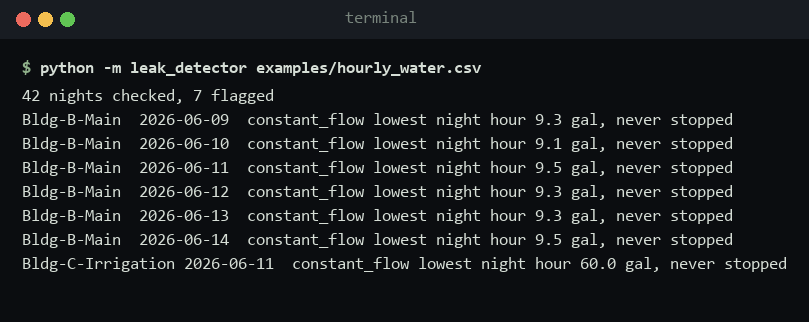 terminal
$ python -m leak_detector examples/hourly_water.csv
42 nights checked, 7 flagged
Bldg-B-Main  2026-06-09  constant_flow lowest night hour 9.3 gal, never stopped
Bldg-B-Main  2026-06-10  constant_flow lowest night hour 9.1 gal, never stopped
Bldg-B-Main  2026-06-11  constant_flow lowest night hour 9.5 gal, never stopped
Bldg-B-Main  2026-06-12  constant_flow lowest night hour 9.3 gal, never stopped
Bldg-B-Main  2026-06-13  constant_flow lowest night hour 9.3 gal, never stopped
Bldg-B-Main  2026-06-14  constant_flow lowest night hour 9.5 gal, never stopped
Bldg-C-Irrigation 2026-06-11  constant_flow lowest night hour 60.0 gal, never stopped